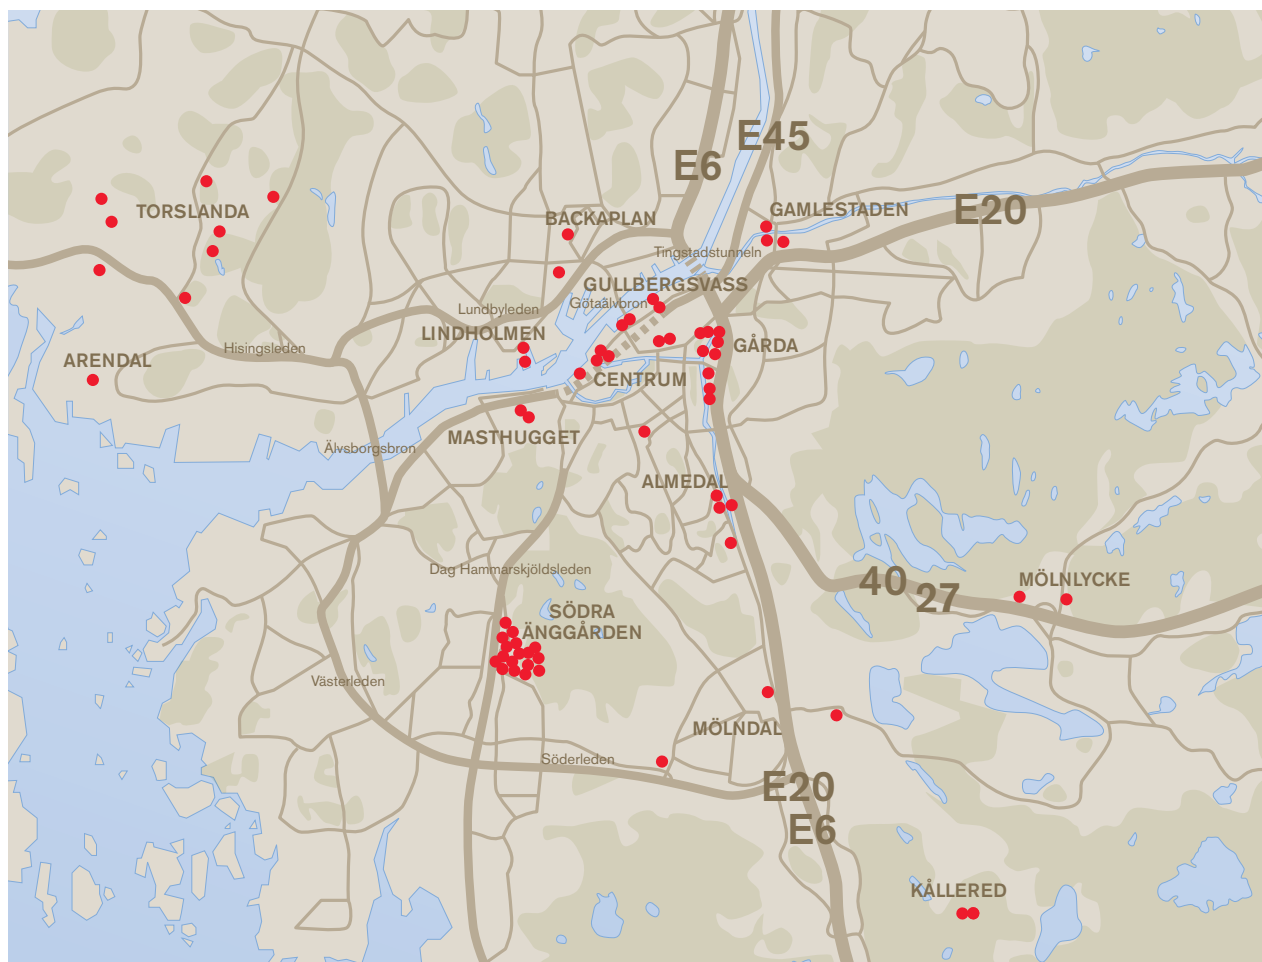 E45
E6
E20
TORSLANDA
BACKAPLAN
GAMLESTADEN
Tingstadstunneln
GULLBERGSVASS
Götaälvbron
Lundbyleden
LINDHOLMEN
Hisingsleden
GÅRDA
ARENDAL
CENTRUM
MASTHUGGET
Älvsborgsbron
ALMEDAL
Dag Hammarskjöldsleden
40
27
MÖLNLYCKE
SÖDRA
ÄNGGÅRDEN
Västerleden
MÖLNDAL
Söderleden
E20
E6
KÅLLERED